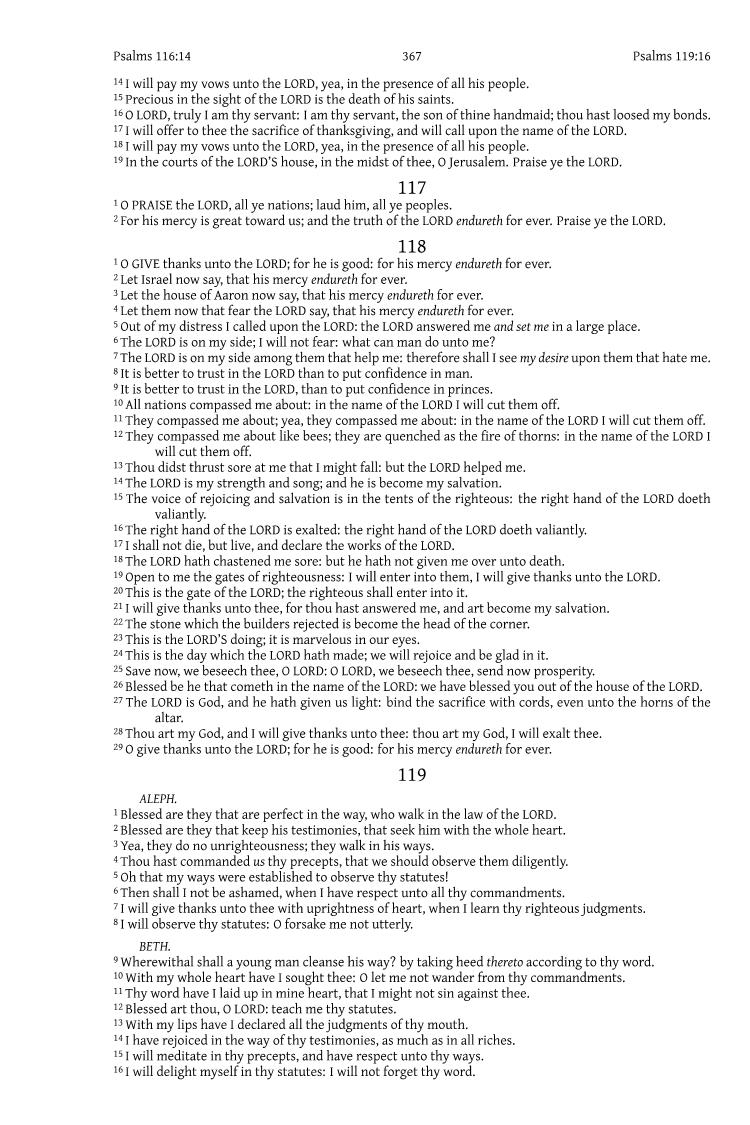 Psalms 116:14 367 Psalms 119:16
14 I will pay my vows unto the LORD, yea, in the presence of all his people.
15 Precious in the sight of the LORD is the death of his saints.
16 O LORD, truly I am thy servant: I am thy servant, the son of thine handmaid; thou hast loosed my bonds.
17 I will offer to thee the sacrifice of thanksgiving, and will call upon the name of the LORD.
18 I will pay my vows unto the LORD, yea, in the presence of all his people.
19 In the courts of the LORD'S house, in the midst of thee, O Jerusalem. Praise ye the LORD.
117
1 O PRAISE the LORD, all ye nations; laud him, all ye peoples.
2 For his mercy is great toward us; and the truth of the LORD endureth for ever. Praise ye the LORD.
118
1 O GIVE thanks unto the LORD; for he is good: for his mercy endureth for ever.
2 Let Israel now say, that his mercy endureth for ever.
3 Let the house of Aaron now say, that his mercy endureth for ever.
4 Let them now that fear the LORD say, that his mercy endureth for ever.
5 Out of my distress I called upon the LORD: the LORD answered me and set me in a large place.
6 The LORD is on my side; I will not fear: what can man do unto me?
7 The LORD is on my side among them that help me: therefore shall I see my desire upon them that hate me.
8 It is better to trust in the LORD than to put confidence in man.
9 It is better to trust in the LORD, than to put confidence in princes.
10 All nations compassed me about: in the name of the LORD I will cut them off.
11 They compassed me about; yea, they compassed me about: in the name of the LORD I will cut them off.
12 They compassed me about like bees; they are quenched as the fire of thorns: in the name of the LORD I
will cut them off.
13 Thou didst thrust sore at me that I might fall: but the LORD helped me.
14 The LORD is my strength and song; and he is become my salvation.
15 The voice of rejoicing and salvation is in the tents of the righteous: the right hand of the LORD doeth
valiantly.
16 The right hand of the LORD is exalted: the right hand of the LORD doeth valiantly.
17 I shall not die, but live, and declare the works of the LORD.
18 The LORD hath chastened me sore: but he hath not given me over unto death.
19 Open to me the gates of righteousness: I will enter into them, I will give thanks unto the LORD.
20 This is the gate of the LORD; the righteous shall enter into it.
21 I will give thanks unto thee, for thou hast answered me, and art become my salvation.
22 The stone which the builders rejected is become the head of the corner.
23 This is the LORD'S doing; it is marvelous in our eyes.
24 This is the day which the LORD hath made; we will rejoice and be glad in it.
25 Save now, we beseech thee, O LORD: O LORD, we beseech thee, send now prosperity.
26 Blessed be he that cometh in the name of the LORD: we have blessed you out of the house of the LORD.
27 The LORD is God, and he hath given us light: bind the sacrifice with cords, even unto the horns of the
altar.
28 Thou art my God, and I will give thanks unto thee: thou art my God, I will exalt thee.
29 O give thanks unto the LORD; for he is good: for his mercy endureth for ever.
119
ALEPH.
1 Blessed are they that are perfect in the way, who walk in the law of the LORD.
2 Blessed are they that keep his testimonies, that seek him with the whole heart.
3 Yea, they do no unrighteousness; they walk in his ways.
4 Thou hast commanded us thy precepts, that we should observe them diligently.
5 Oh that my ways were established to observe thy statutes!
6 Then shall I not be ashamed, when I have respect unto all thy commandments.
7 I will give thanks unto thee with uprightness of heart, when I learn thy righteous judgments.
8 I will observe thy statutes: O forsake me not utterly.
BETH.
9 Wherewithal shall a young man cleanse his way? by taking heed thereto according to thy word.
10 With my whole heart have I sought thee: O let me not wander from thy commandments.
11 Thy word have I laid up in mine heart, that I might not sin against thee.
12 Blessed art thou, O LORD: teach me thy statutes.
13 With my lips have I declared all the judgments of thy mouth.
14 I have rejoiced in the way of thy testimonies, as much as in all riches.
15 I will meditate in thy precepts, and have respect unto thy ways.
16 I will delight myself in thy statutes: I will not forget thy word.